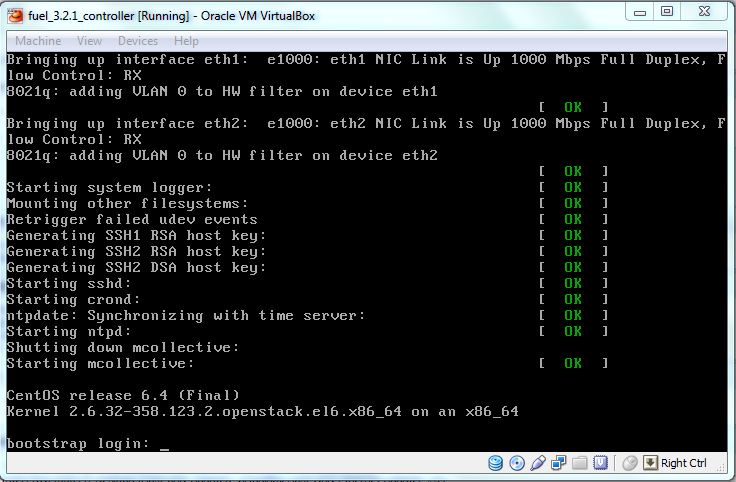 fuel_3.2.1_controller [Running] - Oracle VM VirtualBox
Machine View Devices Help
Bringing up interface eth1:  e1000: eth1 NIC Link is Up 1000 Mbps Full Duplex, F
low Control: RX
8021q: adding VLAN 0 to HW filter on device eth1
[  OK  ]
Bringing up interface eth2:  e1000: eth2 NIC Link is Up 1000 Mbps Full Duplex, F
low Control: RX
8021q: adding VLAN 0 to HW filter on device eth2
[  OK  ]
Starting system logger: [  OK  ]
Mounting other filesystems: [  OK  ]
Retrigger failed udev events [  OK  ]
Generating SSH1 RSA host key: [  OK  ]
Generating SSH2 RSA host key: [  OK  ]
Generating SSH2 DSA host key: [  OK  ]
Starting sshd: [  OK  ]
Starting crond: [  OK  ]
ntpdate: Synchronizing with time server: [  OK  ]
Starting ntpd: [  OK  ]
Shutting down mcollective:
Starting mcollective: [  OK  ]
CentOS release 6.4 (Final)
Kernel 2.6.32-358.123.2.openstack.el6.x86_64 on an x86_64
bootstrap login: _
Right Ctrl